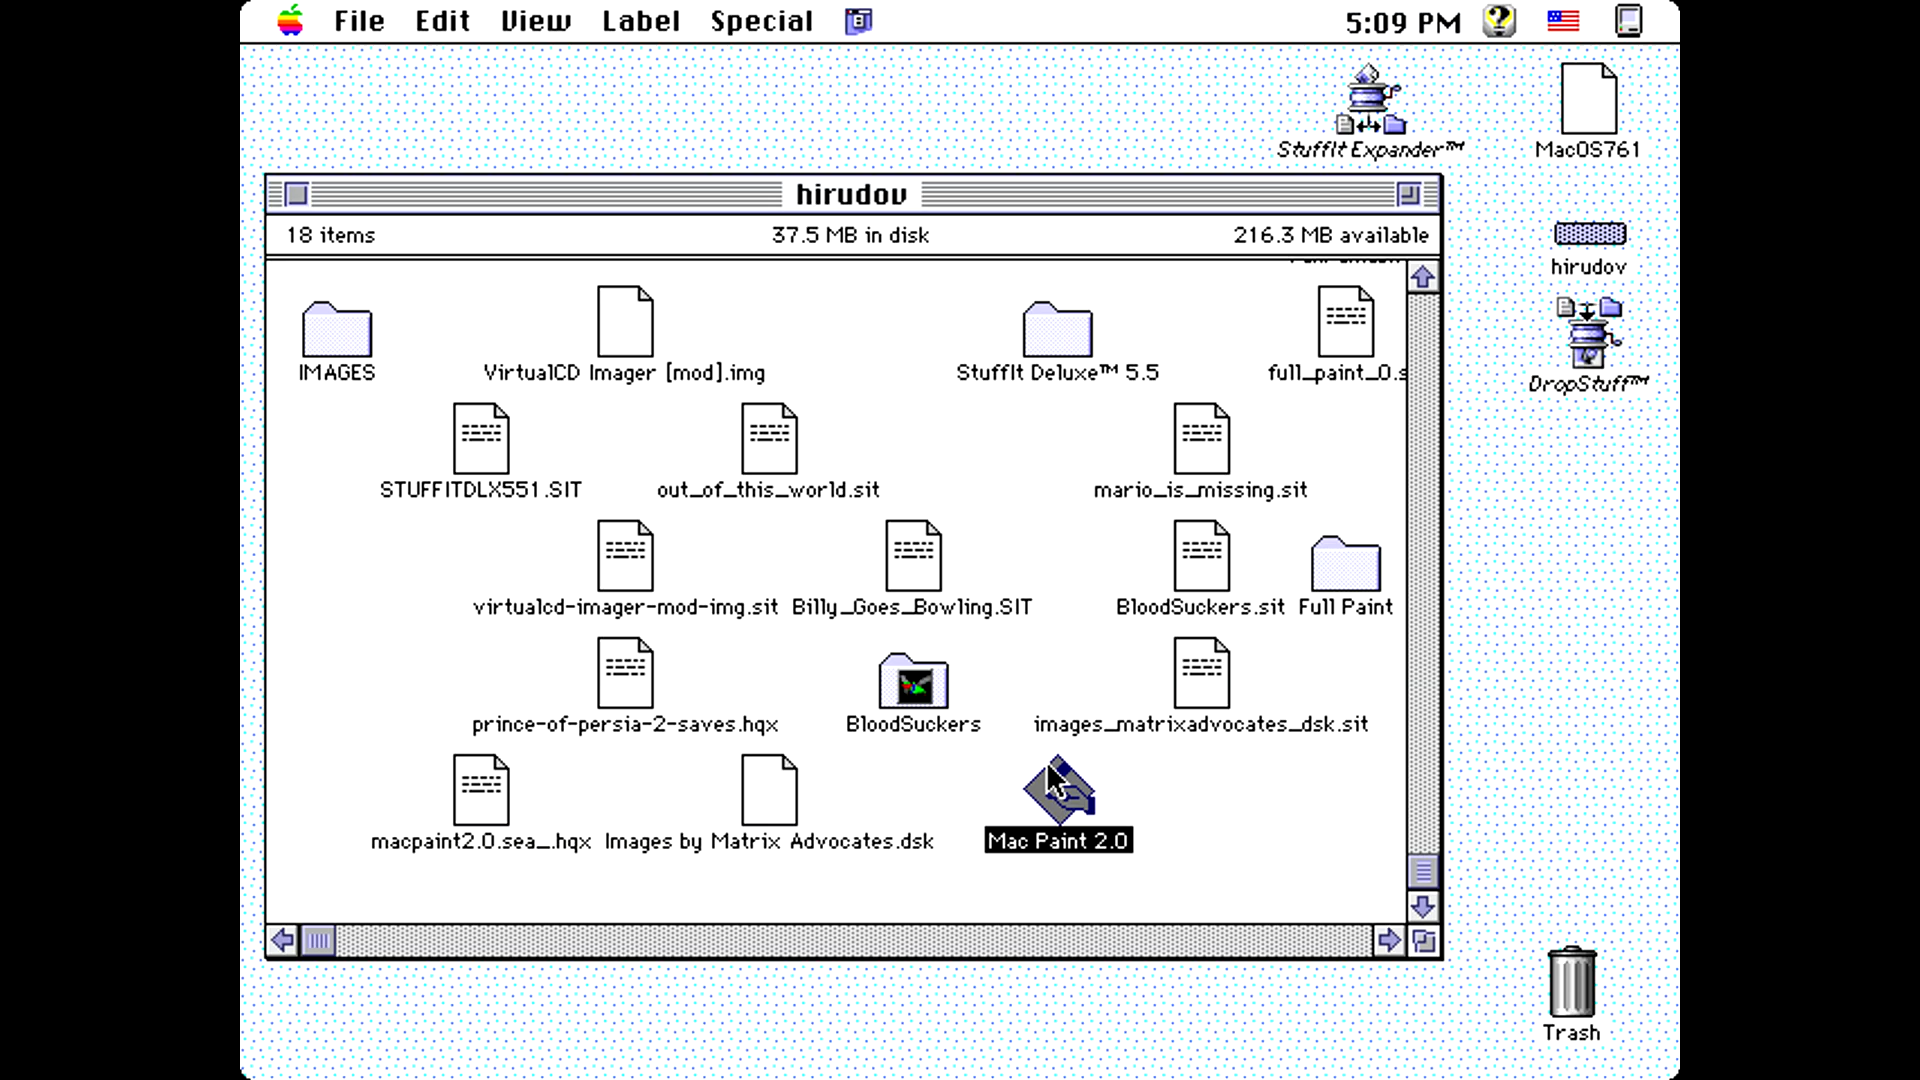 File Edit View Label Special 5:09 PM
StuffIt Expander™ MacOS761
hirudov
18 items 37.5 MB in disk 216.3 MB available
hirudov
IMAGES VirtualCD Imager [mod].img StuffIt Deluxe™ 5.5 full_paint_0.s
DropStuff™
STUFFITDLX551.SIT out_of_this_world.sit mario_is_missing.sit
virtualcd-imager-mod-img.sit Billy_Goes_Bowling.SIT BloodSuckers.sit Full Paint
prince-of-persia-2-saves.hqx BloodSuckers images_matrixadvocates_dsk.sit
macpaint2.0.sea_.hqx Images by Matrix Advocates.dsk Mac Paint 2.0
Trash